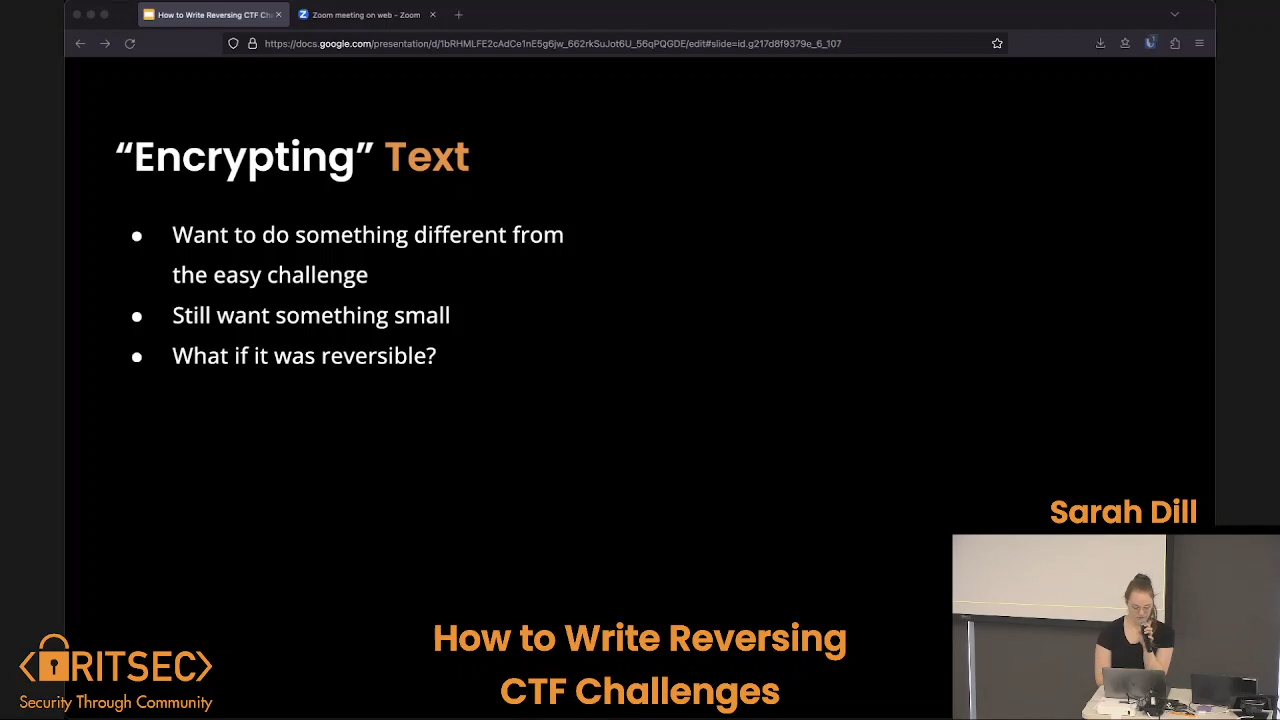 How to Write Reversing CTF Ch
Zoom meeting on web - Zoom
https://docs.google.com/presentation/d/1bRHMLFE2cAdCe1nE5g6jw_662rkSuJot6U_56qPQGDE/edit#slide=id.g217d8f9379e_6_107
“Encrypting” Text
● Want to do something different from
the easy challenge
● Still want something small
● What if it was reversible?
Sarah Dill
How to Write Reversing
CTF Challenges
RITSEC
Security Through Community